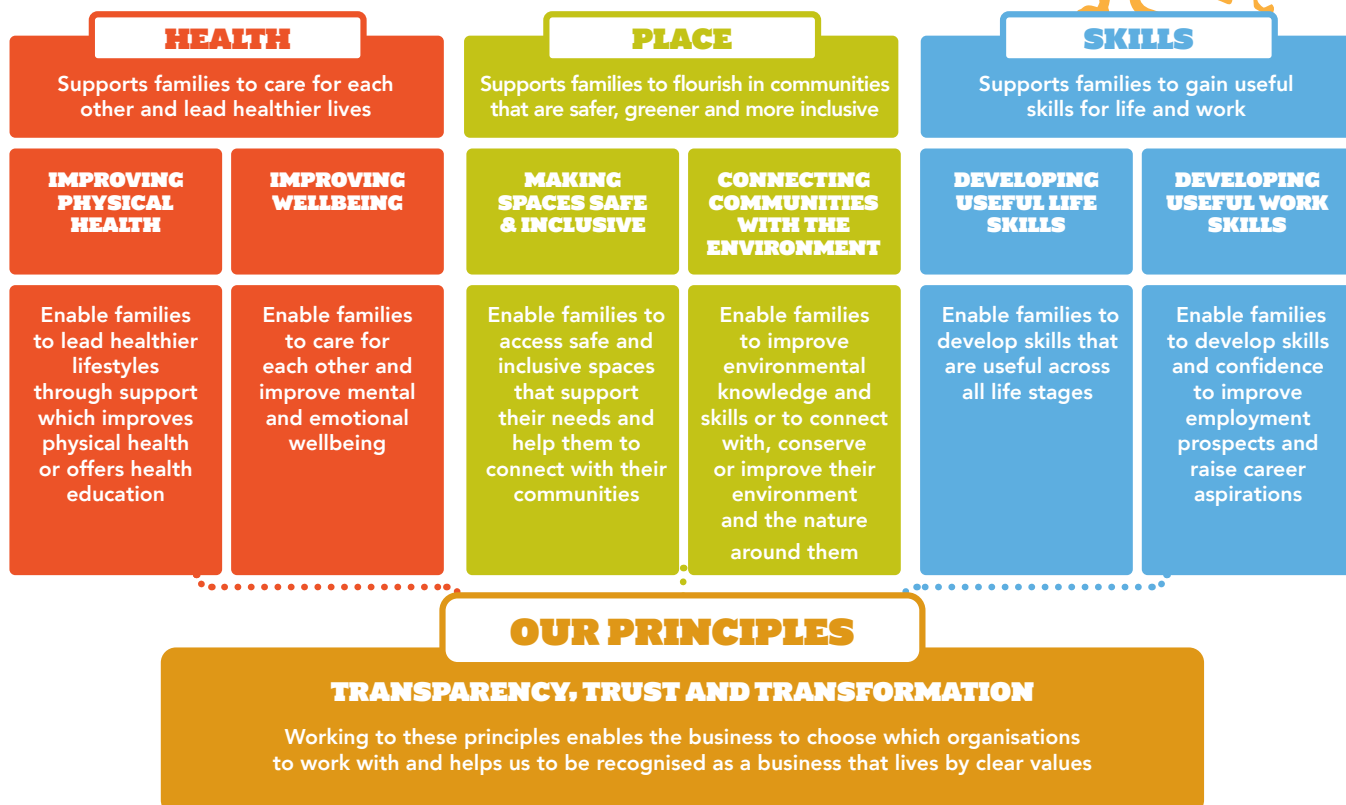 HEALTH
Supports families to care for each
other and lead healthier lives
IMPROVING
PHYSICAL
HEALTH
IMPROVING
WELLBEING
Enable families
to lead healthier
lifestyles
through support
which improves
physical health
or offers health
education
Enable families
to care for
each other and
improve mental
and emotional
wellbeing
PLACE
Supports families to flourish in communities
that are safer, greener and more inclusive
MAKING
SPACES SAFE
& INCLUSIVE
CONNECTING
COMMUNITIES
WITH THE
ENVIRONMENT
Enable families to
access safe and
inclusive spaces
that support
their needs and
help them to
connect with their
communities
Enable families
to improve
environmental
knowledge and
skills or to connect
with, conserve
or improve their
environment
and the nature
around them
SKILLS
Supports families to gain useful
skills for life and work
DEVELOPING
USEFUL LIFE
SKILLS
DEVELOPING
USEFUL WORK
SKILLS
Enable families to
develop skills that
are useful across
all life stages
Enable families
to develop skills
and confidence
to improve
employment
prospects and
raise career
aspirations
OUR PRINCIPLES
TRANSPARENCY, TRUST AND TRANSFORMATION
Working to these principles enables the business to choose which organisations
to work with and helps us to be recognised as a business that lives by clear values